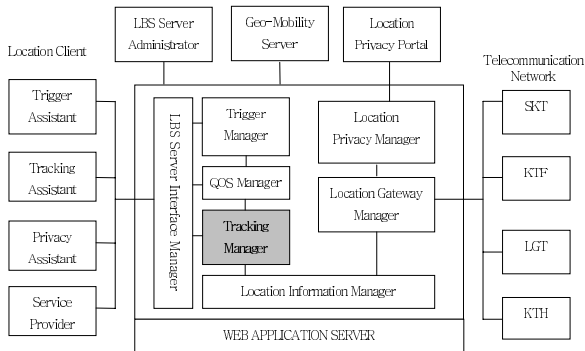 LBS Server
Administrator
Geo-Mobility
Server
Location
Privacy Portal
Location Client
Telecommunication
Network
Trigger
Assistant
Tracking
Assistant
Privacy
Assistant
Service
Provider
LBS Server Interface Manager
Trigger
Manager
QOS Manager
Tracking
Manager
Location
Privacy Manager
Location Gateway
Manager
Location Information Manager
WEB APPLICATION SERVER
SKT
KTF
LGT
KTH